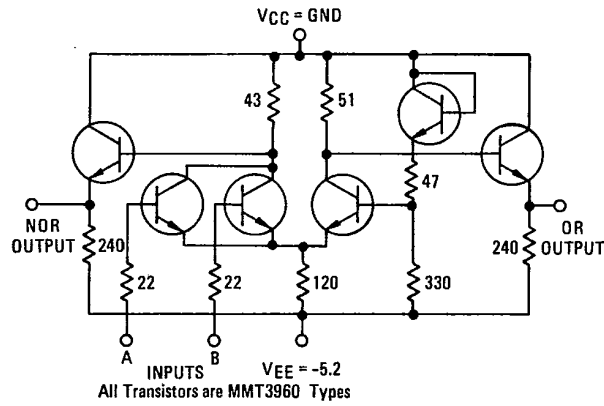 VCC = GND
43
51
47
NOR
OUTPUT
OR
OUTPUT
240
22
22
120
330
240
A
B
INPUTS
VEE = -5.2
All Transistors are MMT3960 Types